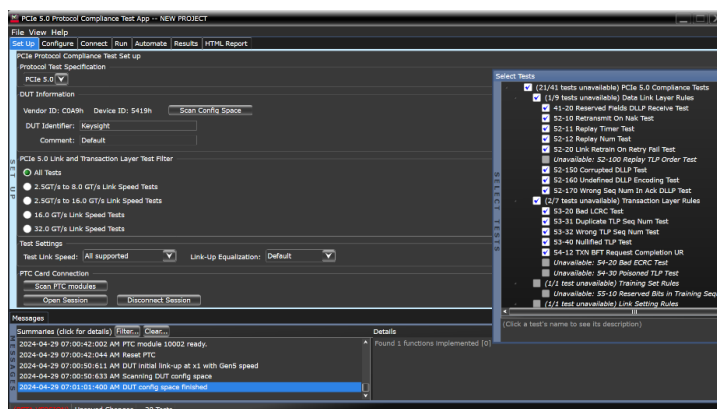 PCIe 5.0 Protocol Compliance Test App -- NEW PROJECT
File View Help
Set Up Configure Connect Run Automate Results HTML Report
PCIe Protocol Compliance Test Set up
Protocol Test Specification
PCIe 5.0
DUT Information
Vendor ID: C0A9h Device ID: 5419h Scan Config Space
DUT Identifier: Keysight
Comment: Default
PCIe 5.0 Link and Transaction Layer Test Filter
All Tests
2.5GT/s to 8.0 GT/s Link Speed Tests
2.5GT/s to 16.0 GT/s Link Speed Tests
16.0 GT/s Link Speed Tests
32.0 GT/s Link Speed Tests
Test Settings
Test Link Speed: All supported Link-Up Equalization: Default
PTC Card Connection
Scan PTC modules
Open Session Disconnect Session
SET UP
Select Tests
(21/41 tests unavailable) PCIe 5.0 Compliance Tests
(1/9 tests unavailable) Data Link Layer Rules
41-20 Reserved Fields DLLP Receive Test
52-10 Retransmit On Nak Test
52-11 Replay Timer Test
52-12 Replay Num Test
52-20 Link Retrain On Retry Fail Test
Unavailable: 52-100 Replay TLP Order Test
52-150 Corrupted DLLP Test
52-160 Undefined DLLP Encoding Test
52-170 Wrong Seq Num In Ack DLLP Test
(2/7 tests unavailable) Transaction Layer Rules
53-20 Bad LCRC Test
53-31 Duplicate TLP Seq Num Test
53-32 Wrong TLP Seq Num Test
53-40 Nullified TLP Test
54-12 TXN BFT Request Completion UR
Unavailable: 54-20 Bad ECRC Test
Unavailable: 54-30 Poisoned TLP Test
(1/1 test unavailable) Training Set Rules
Unavailable: 55-10 Reserved Bits in Training Seq
(1/1 test unavailable) Link Setting Rules
(Click a test's name to see its description)
SELECT TESTS
Messages
Summaries (click for details) Filter... Clear...
2024-04-29 07:00:42:002 AM PTC module 10002 ready.
2024-04-29 07:00:42:044 AM Reset PTC
2024-04-29 07:00:50:611 AM DUT initial link-up at x1 with Gen5 speed
2024-04-29 07:00:50:633 AM Scanning DUT config space
2024-04-29 07:01:01:400 AM DUT config space finished
Details
Found 1 functions implemented [0]
MESSAGES